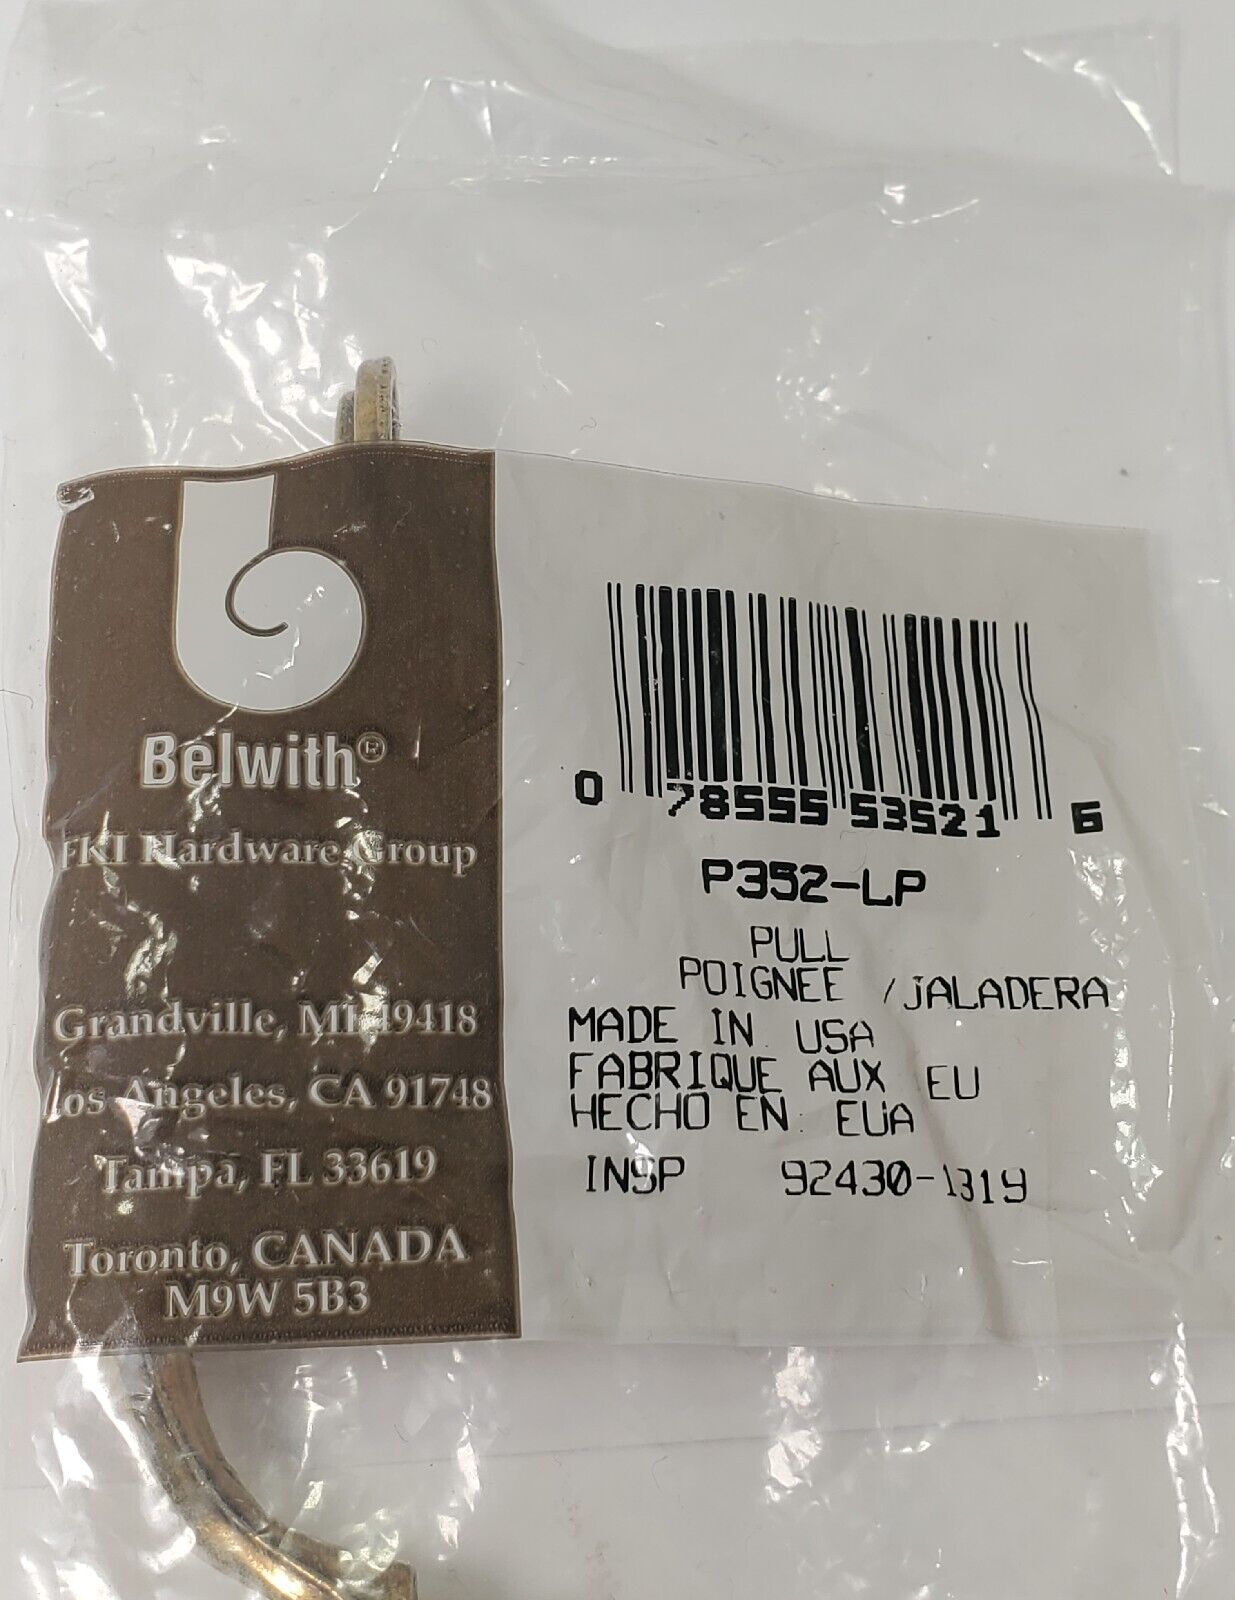 Belwith®
FKI Hardware Group
Grandville, MI 49418
Los Angeles, CA 91748
Tampa, FL 33619
Toronto, CANADA
M9W 5B3
0 78555 53521 6
P352-LP
PULL
POIGNEE / JALADERA
MADE IN USA
FABRIQUE AUX EU
HECHO EN EUA
INSP 92430-1319